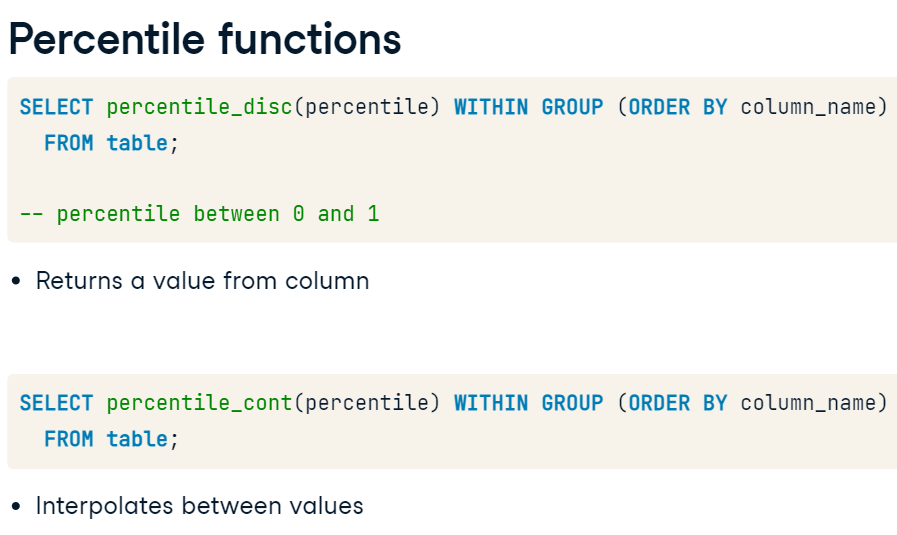 Percentile functions
SELECT percentile_disc(percentile) WITHIN GROUP (ORDER BY column_name)
FROM table;
-- percentile between 0 and 1
• Returns a value from column
SELECT percentile_cont(percentile) WITHIN GROUP (ORDER BY column_name)
FROM table;
• Interpolates between values